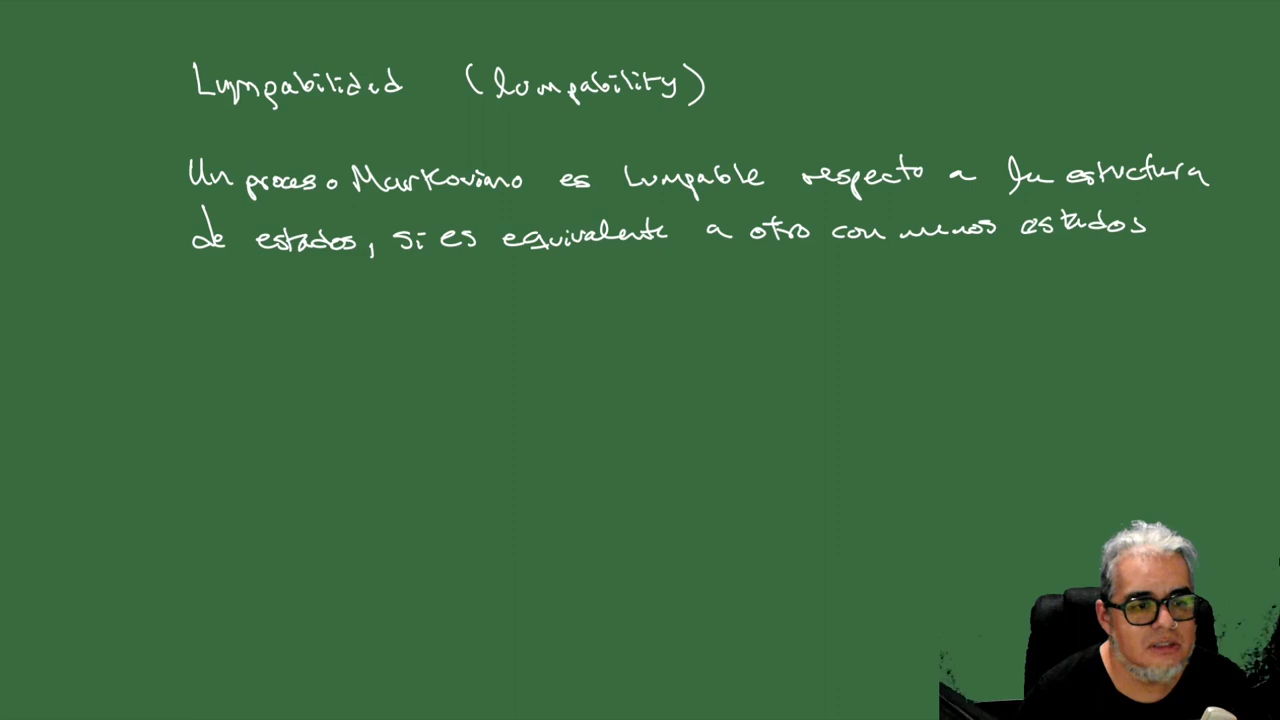 Lumpabilidad (lumpability)
Un proceso Markoviano es lumpable respecto a la estructura
de estados, si es equivalente a otro con menos estados